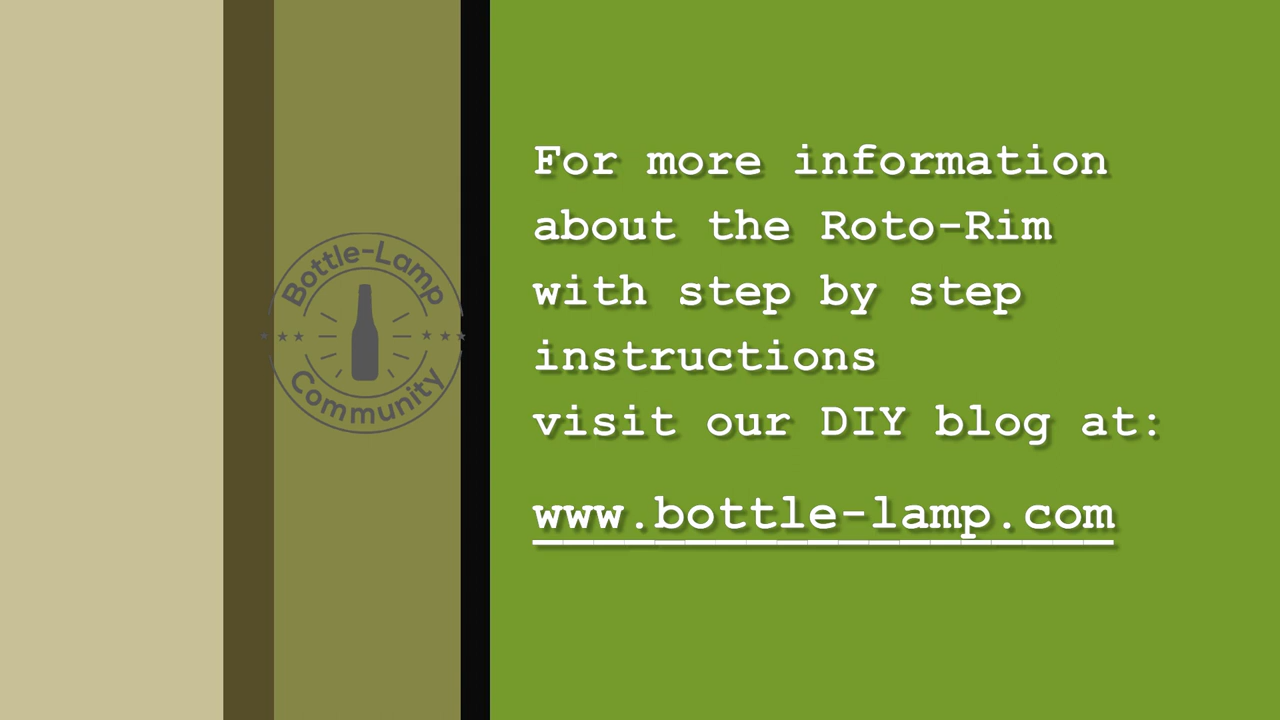 Bottle-Lamp
Community
For more information
about the Roto-Rim
with step by step
instructions
visit our DIY blog at:
www.bottle-lamp.com